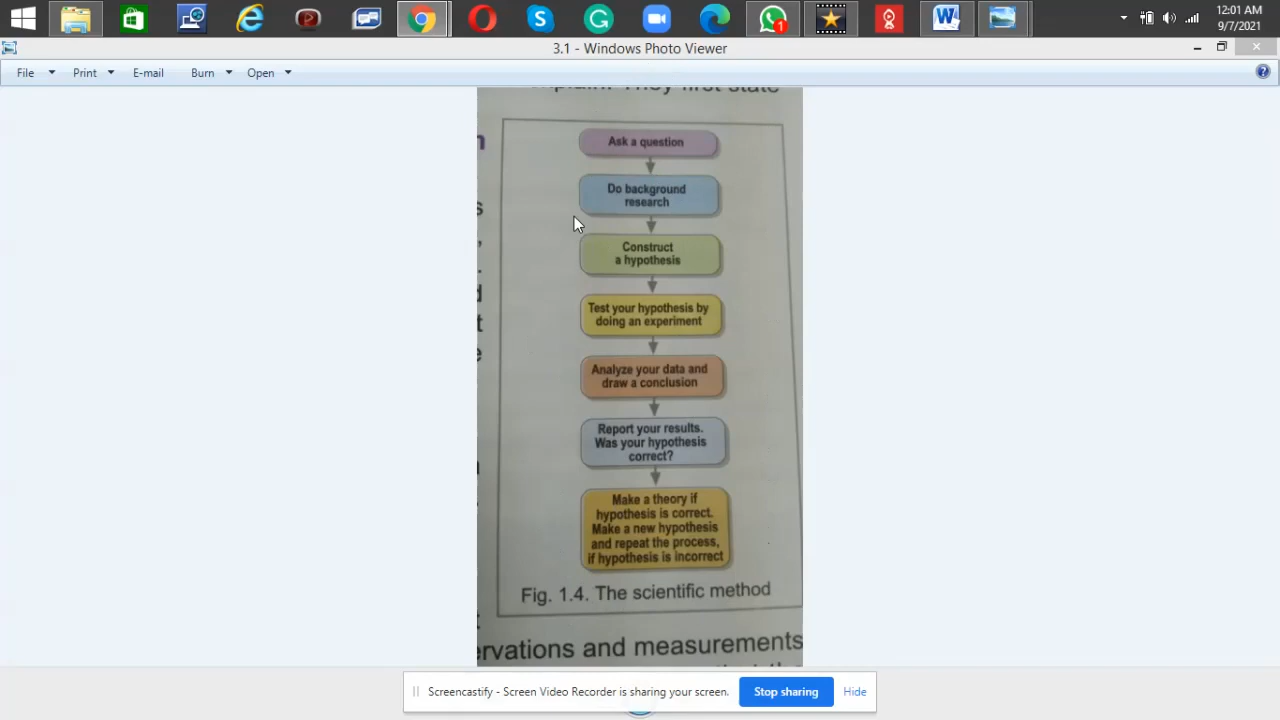 12:01 AM
9/7/2021
1
3.1 - Windows Photo Viewer
File
Print
E-mail
Burn
Open
They first state
Ask a question
Do background
research
Construct
a hypothesis
Test your hypothesis by
doing an experiment
Analyze your data and
draw a conclusion
Report your results.
Was your hypothesis
correct?
Make a theory if
hypothesis is correct.
Make a new hypothesis
and repeat the process,
if hypothesis is incorrect
Fig. 1.4. The scientific method
ervations and measurements
Screencastify - Screen Video Recorder is sharing your screen.
Stop sharing
Hide